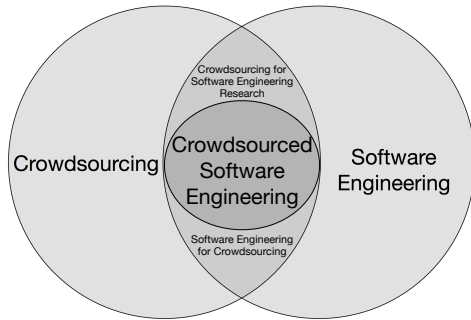 Crowdsourcing for
Software Engineering
Research
Crowdsourcing
Crowdsourced
Software
Engineering
Software
Engineering
Software Engineering
for Crowdsourcing